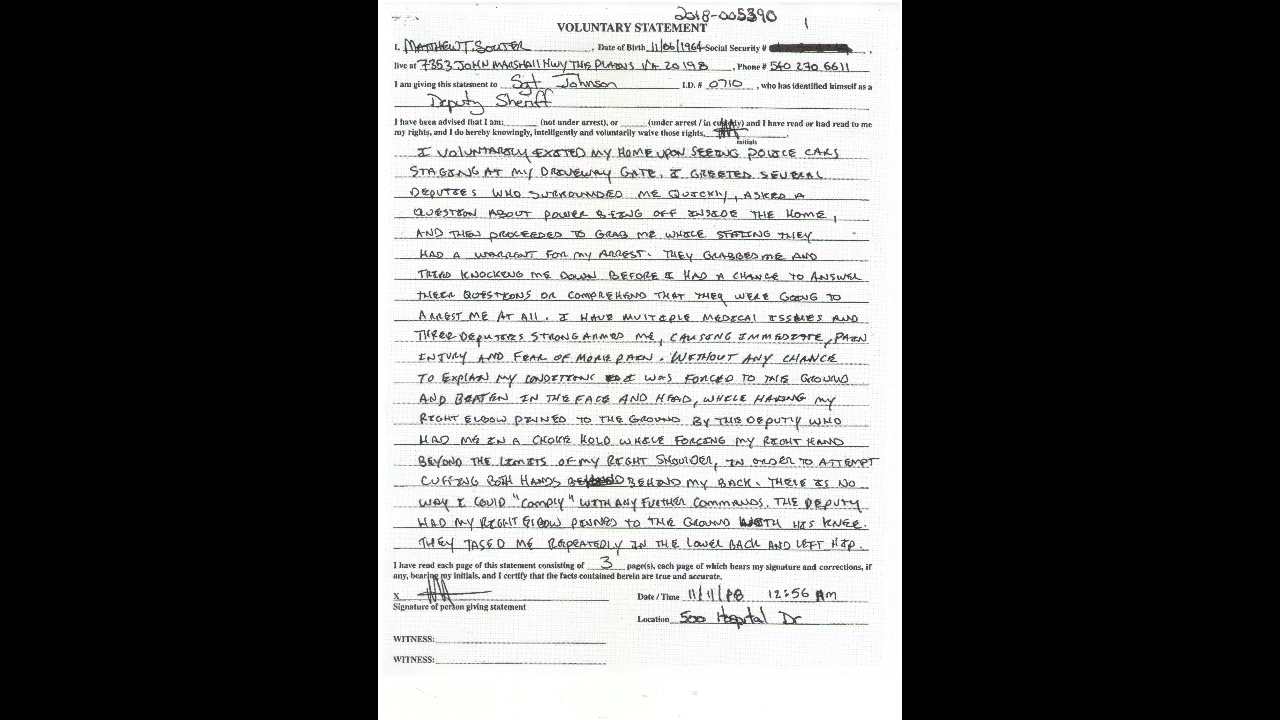 2018-005390
1
VOLUNTARY STATEMENT
I, MATTHEW T. SOUTER, Date of Birth 11/06/1964 Social Security #,
live at 7353 JOHN MARSHALL HWY THE PLAINS VA 20198, Phone # 540 270 6611
I am giving this statement to Sgt Johnson I.D. # 0710, who has identified himself as a
Deputy Sheriff
I have been advised that I am: (not under arrest), or (under arrest / in custody) and I have read or had read to me
my rights, and I do hereby knowingly, intelligently and voluntarily waive those rights,
initials
I VOLUNTARILY EXITED MY HOME UPON SEEING POLICE CARS
STAGING AT MY DRIVEWAY GATE. I GREETED SEVERAL
DEPUTIES WHO SURROUNDED ME QUICKLY, ASKED A
QUESTION ABOUT POWER BEING OFF INSIDE THE HOME,
AND THEN PROCEEDED TO GRAB ME WHILE STATING THEY
HAD A WARRANT FOR MY ARREST. THEY GRABBED ME AND
TRIED KNOCKING ME DOWN BEFORE I HAD A CHANCE TO ANSWER
THEIR QUESTIONS OR COMPREHEND THAT THEY WERE GOING TO
ARREST ME AT ALL. I HAVE MULTIPLE MEDICAL ISSUES AND
THREE DEPUTIES STRONG ARMED ME, CAUSING IMMEDIATE, PAIN
INJURY AND FEAR OF MORE PAIN. WITHOUT ANY CHANCE
TO EXPLAIN MY CONDITIONS I WAS FORCED TO THE GROUND
AND BEATEN IN THE FACE AND HEAD, WHILE HAVING MY
RIGHT ELBOW PINNED TO THE GROUND BY THE DEPUTY WHO
HAD ME IN A CHOKE HOLD WHILE FORCING MY RIGHT HAND
BEYOND THE LIMITS OF MY RIGHT SHOULDER, IN ORDER TO ATTEMPT
CUFFING BOTH HANDS BEHIND MY BACK. THERE IS NO
WAY I COULD "COMPLY" WITH ANY FURTHER COMMANDS. THE DEPUTY
HAD MY RIGHT ELBOW PINNED TO THE GROUND WITH HIS KNEE.
THEY TASED ME REPEATEDLY IN THE LOWER BACK AND LEFT HIP.
I have read each page of this statement consisting of 3 page(s), each page of which bears my signature and corrections, if
any, bearing my initials, and I certify that the facts contained herein are true and accurate.
X
Signature of person giving statement
Date / Time 11/11/18 12:56 AM
Location 500 Hospital Dr
WITNESS:
WITNESS: